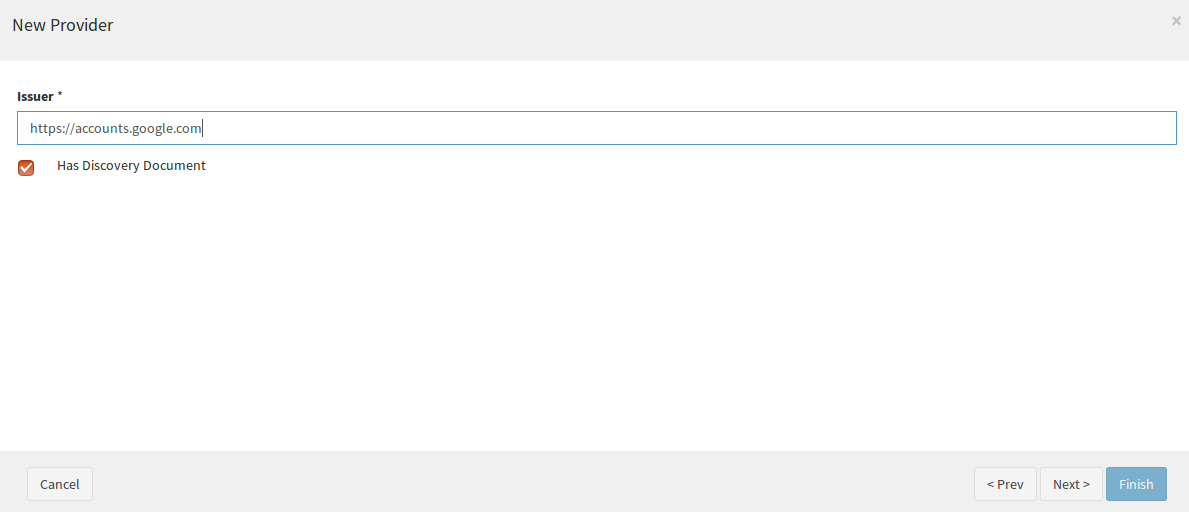 New Provider
×
Issuer *
https://accounts.google.com
Has Discovery Document
Cancel
< Prev
Next >
Finish